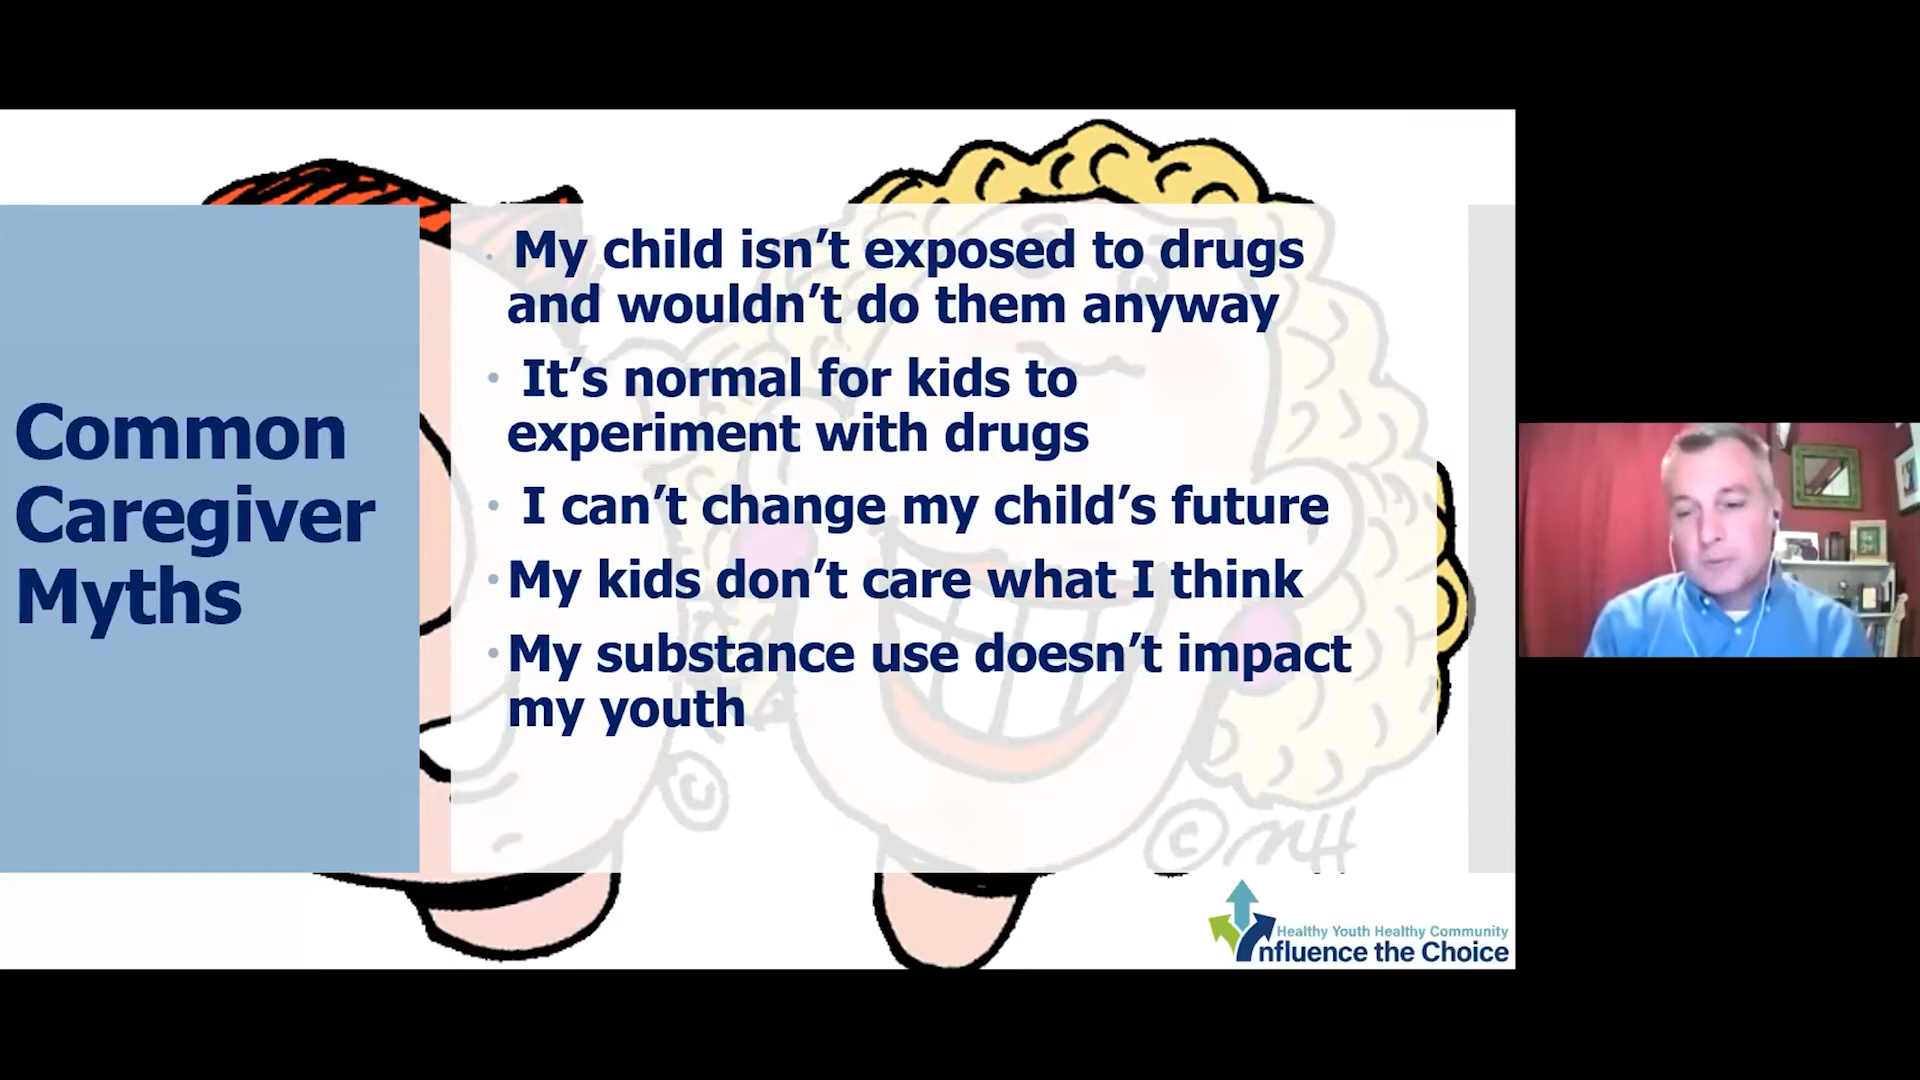 Common
Caregiver
Myths
• My child isn’t exposed to drugs
and wouldn’t do them anyway
• It’s normal for kids to
experiment with drugs
• I can’t change my child’s future
• My kids don’t care what I think
• My substance use doesn’t impact
my youth
©
© MH
Healthy Youth Healthy Community
Influence the Choice